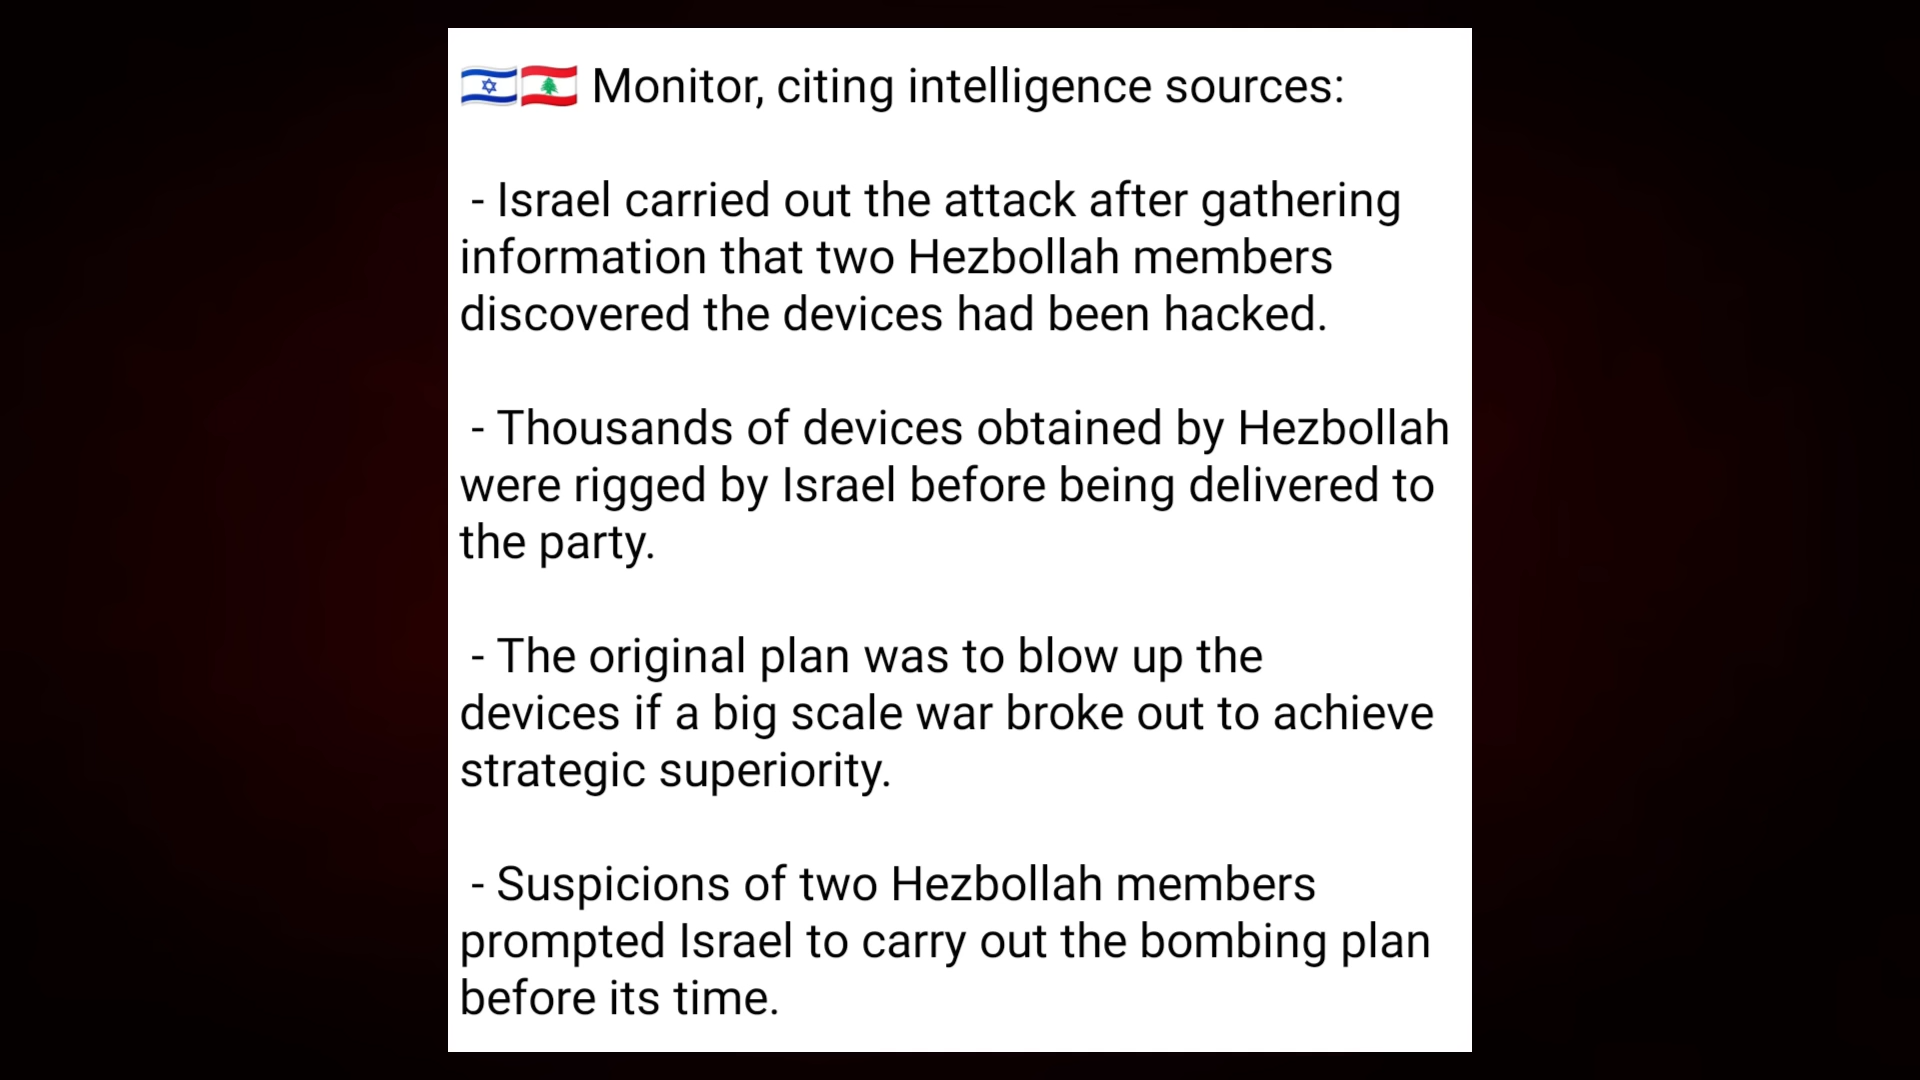 🇮🇱🇱🇧 Monitor, citing intelligence sources:
- Israel carried out the attack after gathering
information that two Hezbollah members
discovered the devices had been hacked.
- Thousands of devices obtained by Hezbollah
were rigged by Israel before being delivered to
the party.
- The original plan was to blow up the
devices if a big scale war broke out to achieve
strategic superiority.
- Suspicions of two Hezbollah members
prompted Israel to carry out the bombing plan
before its time.